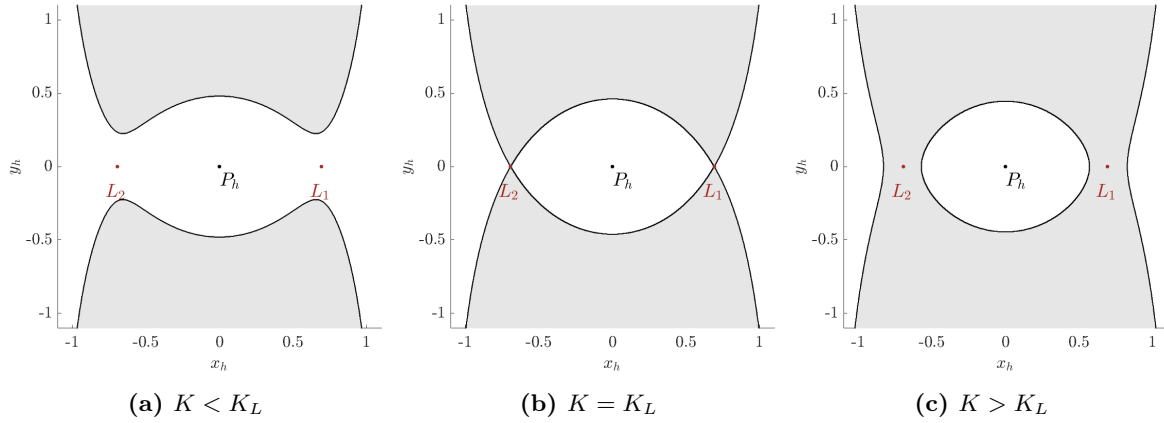 1
0.5
0
-0.5
-1
y_h
L_2
P_h
L_1
-1 -0.5 0 0.5 1
x_h
(a) K < K_L
1
0.5
0
-0.5
-1
y_h
L_2
P_h
L_1
-1 -0.5 0 0.5 1
x_h
(b) K = K_L
1
0.5
0
-0.5
-1
y_h
L_2
P_h
L_1
-1 -0.5 0 0.5 1
x_h
(c) K > K_L